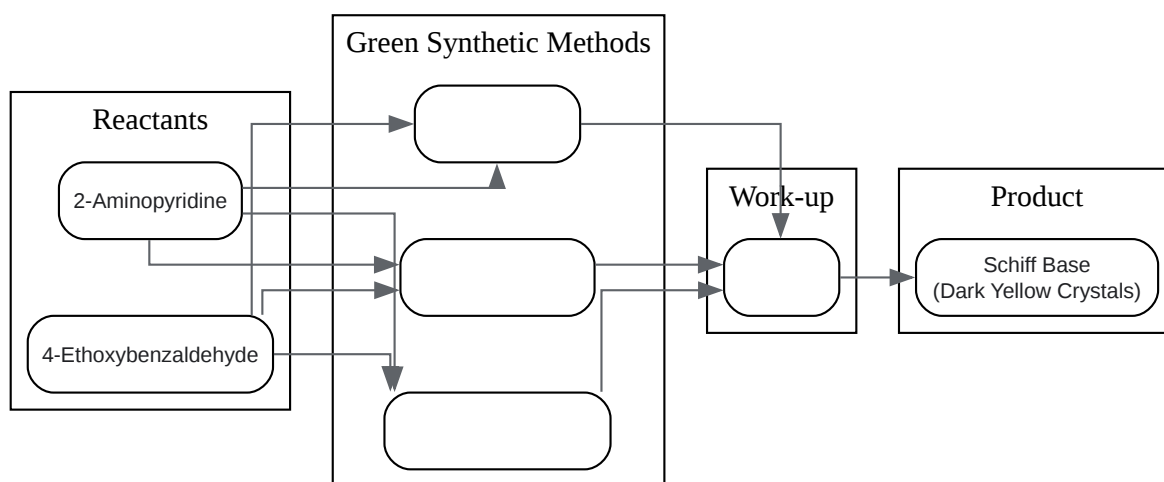 Green Synthetic Methods
Reactants
2-Aminopyridine
4-Ethoxybenzaldehyde
Work-up
Product
Schiff Base
(Dark Yellow Crystals)